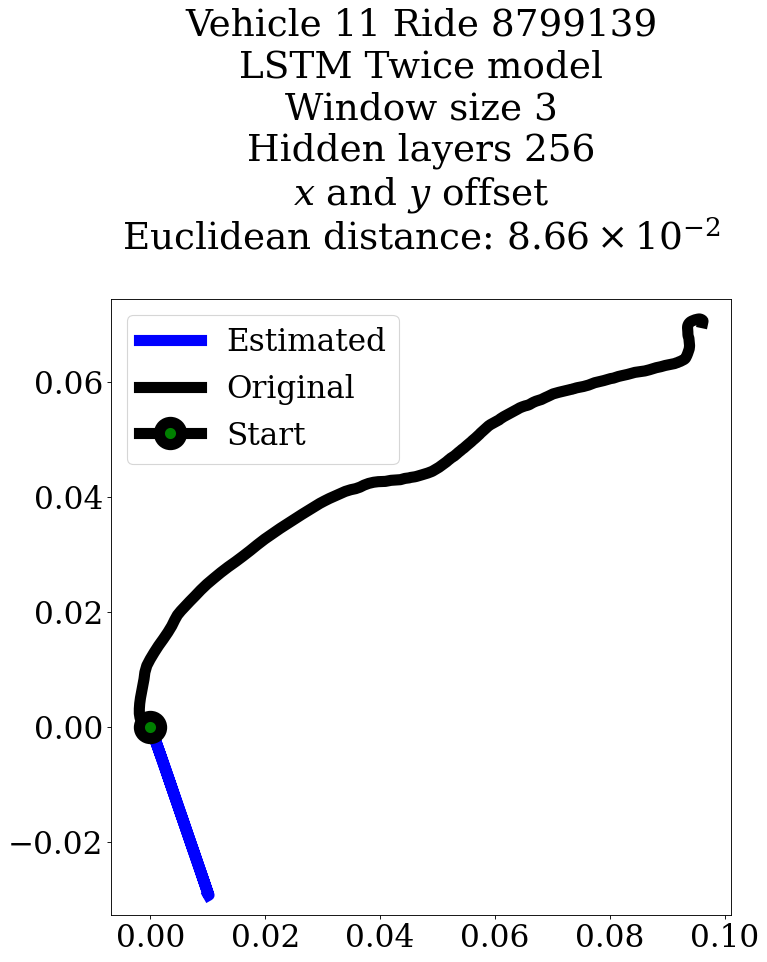 Vehicle 11 Ride 8799139
LSTM Twice model
Window size 3
Hidden layers 256
x and y offset
Euclidean distance: 8.66 × 10⁻²
Estimated
Original
Start
0.06
0.04
0.02
0.00
−0.02
0.00 0.02 0.04 0.06 0.08 0.10